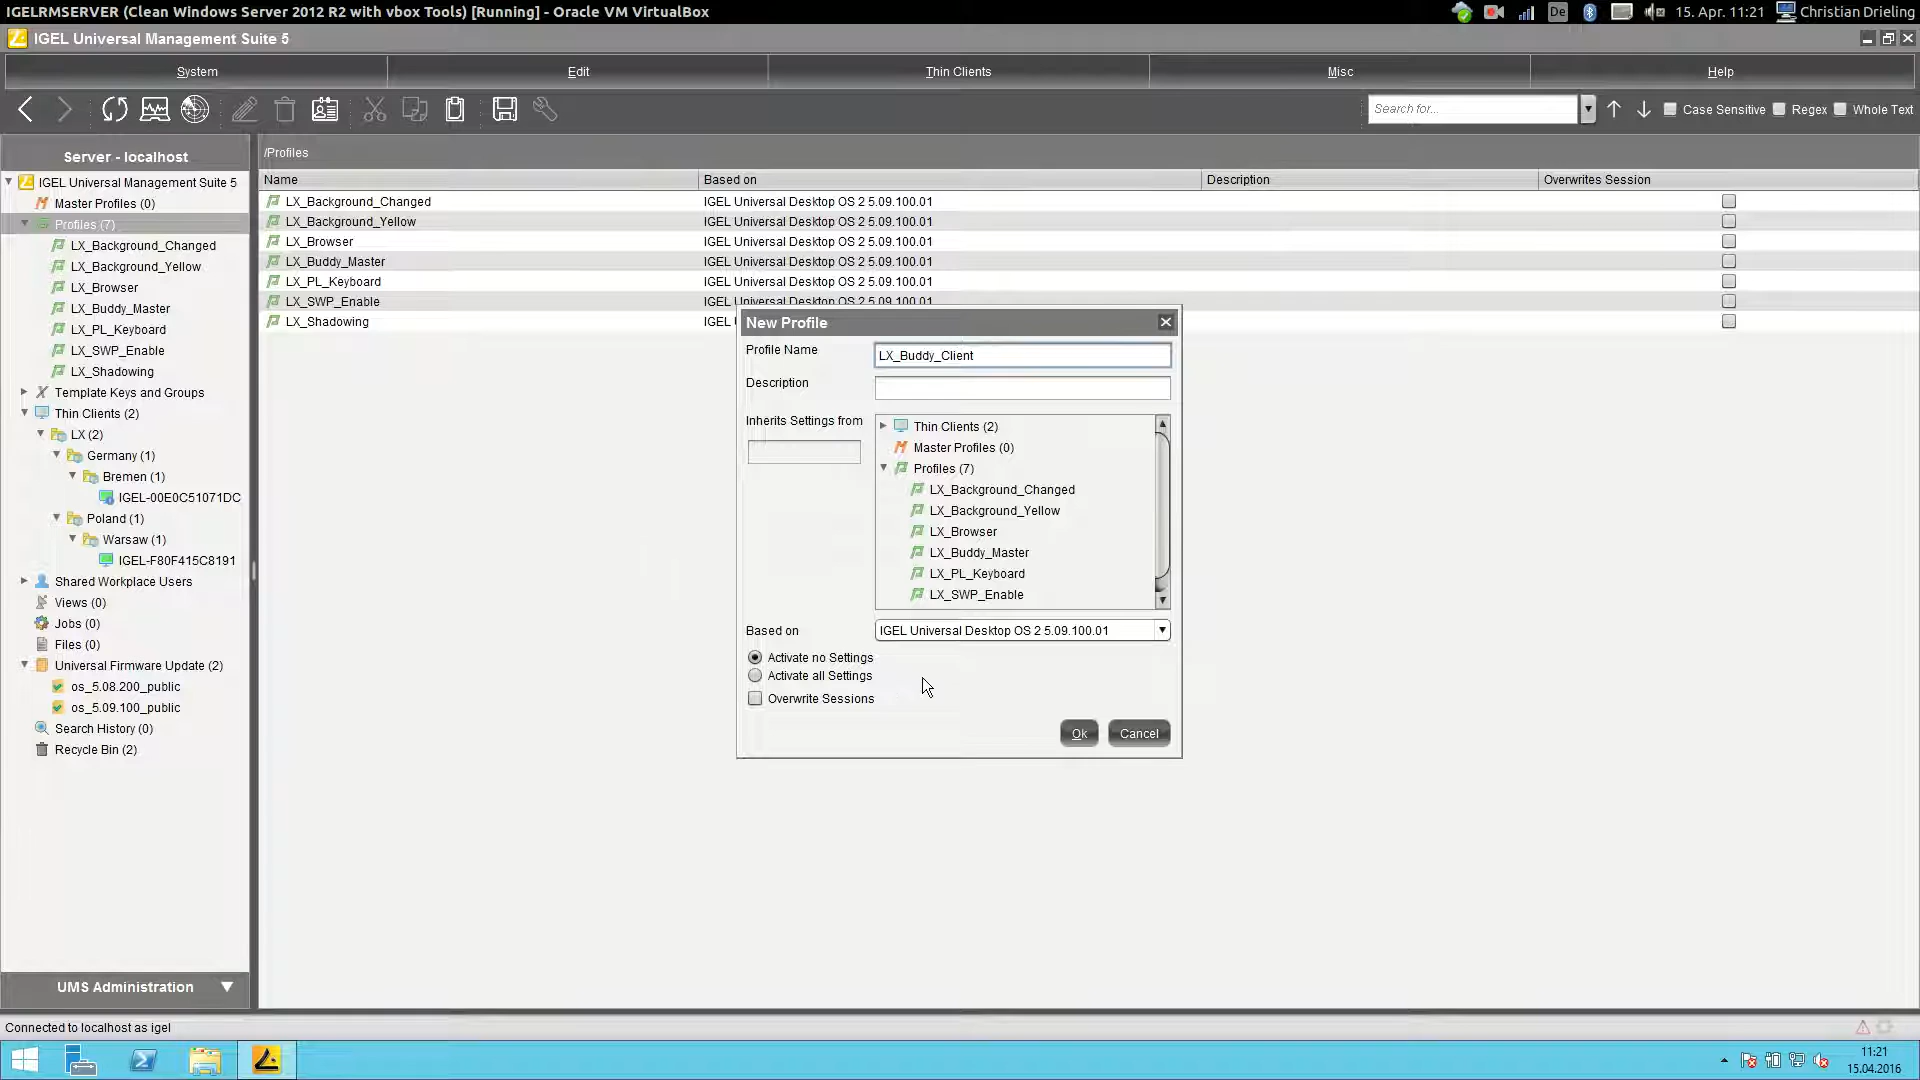 IGELRMSERVER (Clean Windows Server 2012 R2 with vbox Tools) [Running] - Oracle VM VirtualBox
De
15. Apr. 11:21
Christian Drieling
IGEL Universal Management Suite 5
System
Edit
Thin Clients
Misc
Help
Search for...
Case Sensitive
Regex
Whole Text
Server - localhost
IGEL Universal Management Suite 5
Master Profiles (0)
Profiles (7)
LX_Background_Changed
LX_Background_Yellow
LX_Browser
LX_Buddy_Master
LX_PL_Keyboard
LX_SWP_Enable
LX_Shadowing
Template Keys and Groups
Thin Clients (2)
LX (2)
Germany (1)
Bremen (1)
IGEL-00E0C51071DC
Poland (1)
Warsaw (1)
IGEL-F80F415C8191
Shared Workplace Users
Views (0)
Jobs (0)
Files (0)
Universal Firmware Update (2)
os_5.08.200_public
os_5.09.100_public
Search History (0)
Recycle Bin (2)
UMS Administration
/Profiles
Name
Based on
Description
Overwrites Session
LX_Background_Changed
IGEL Universal Desktop OS 2 5.09.100.01
LX_Background_Yellow
IGEL Universal Desktop OS 2 5.09.100.01
LX_Browser
IGEL Universal Desktop OS 2 5.09.100.01
LX_Buddy_Master
IGEL Universal Desktop OS 2 5.09.100.01
LX_PL_Keyboard
IGEL Universal Desktop OS 2 5.09.100.01
LX_SWP_Enable
IGEL Universal Desktop OS 2 5.09.100.01
LX_Shadowing
IGEL
New Profile
Profile Name
LX_Buddy_Client
Description
Inherits Settings from
Thin Clients (2)
Master Profiles (0)
Profiles (7)
LX_Background_Changed
LX_Background_Yellow
LX_Browser
LX_Buddy_Master
LX_PL_Keyboard
LX_SWP_Enable
Based on
IGEL Universal Desktop OS 2 5.09.100.01
Activate no Settings
Activate all Settings
Overwrite Sessions
Ok
Cancel
Connected to localhost as igel
11:21
15.04.2016